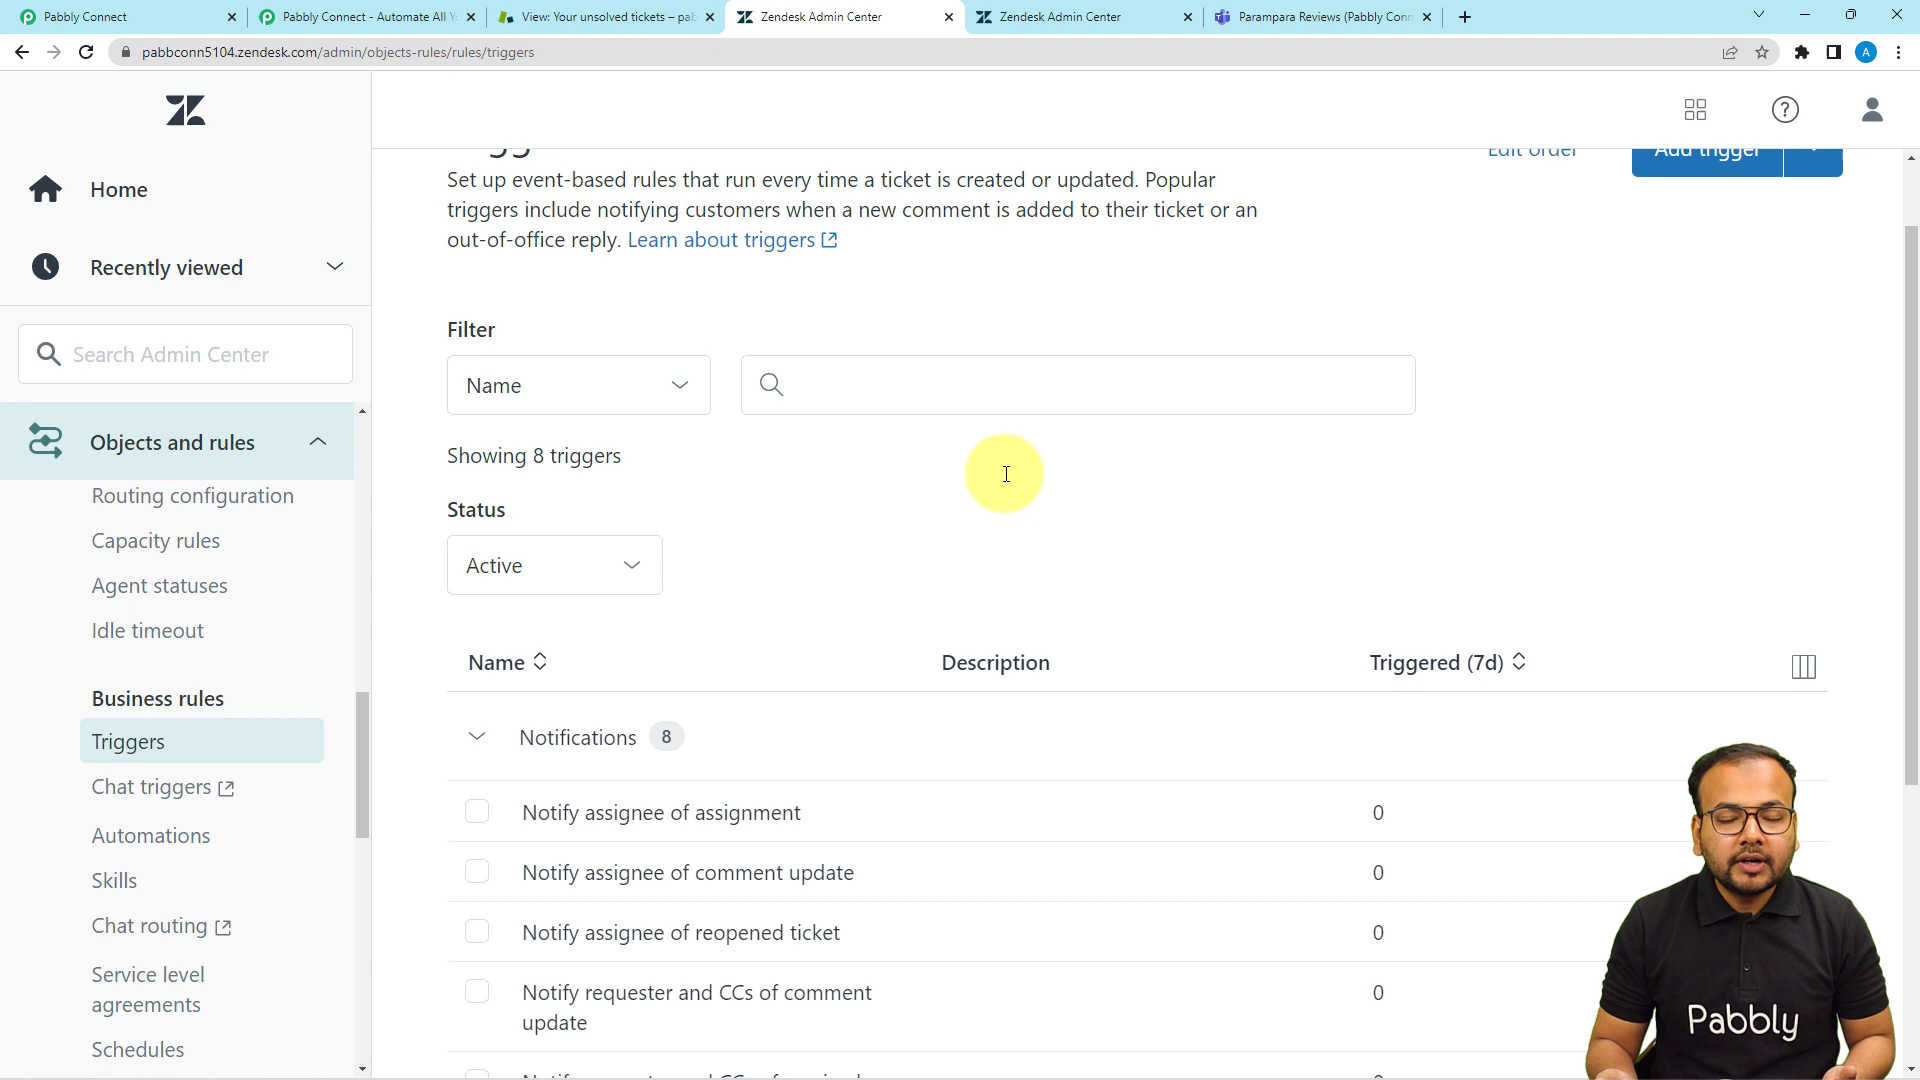 Pabbly Connect
Pabbly Connect - Automate All Y
View: Your unsolved tickets – pab
Zendesk Admin Center
Zendesk Admin Center
Parampara Reviews (Pabbly Conn
pabbconn5104.zendesk.com/admin/objects-rules/rules/triggers
A
Home
Recently viewed
Search Admin Center
Objects and rules
Routing configuration
Capacity rules
Agent statuses
Idle timeout
Business rules
Triggers
Chat triggers
Automations
Skills
Chat routing
Service level
agreements
Schedules
Edit order
Add trigger
Set up event-based rules that run every time a ticket is created or updated. Popular
triggers include notifying customers when a new comment is added to their ticket or an
out-of-office reply. Learn about triggers
Filter
Name
Showing 8 triggers
Status
Active
Name
Description
Triggered (7d)
Notifications 8
Notify assignee of assignment 0
Notify assignee of comment update 0
Notify assignee of reopened ticket 0
Notify requester and CCs of comment
update 0
Pabbly